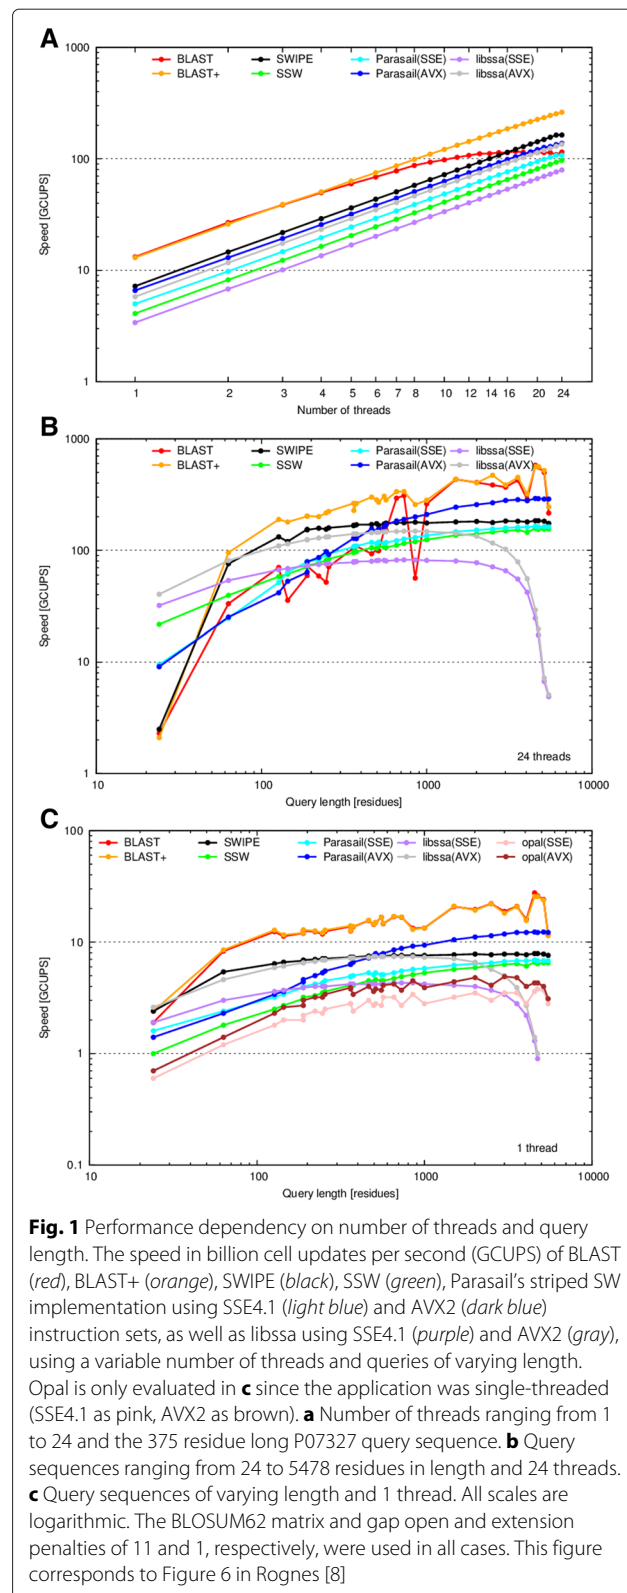 A
1000
BLAST
SWIPE
Parasail(SSE)
libssa(SSE)
BLAST+
SSW
Parasail(AVX)
libssa(AVX)
100
Speed [GCUPS]
10
1
1 2 3 4 5 6 7 8 10 12 14 16 20 24
Number of threads
B
1000
BLAST
SWIPE
Parasail(SSE)
libssa(SSE)
BLAST+
SSW
Parasail(AVX)
libssa(AVX)
100
Speed [GCUPS]
10
24 threads
1
10 100 1000 10000
Query length [residues]
C
100
BLAST
SWIPE
Parasail(SSE)
libssa(SSE)
opal(SSE)
BLAST+
SSW
Parasail(AVX)
libssa(AVX)
opal(AVX)
10
Speed [GCUPS]
1
1 thread
0.1
10 100 1000 10000
Query length [residues]
Fig. 1 Performance dependency on number of threads and query
length. The speed in billion cell updates per second (GCUPS) of BLAST
(red), BLAST+ (orange), SWIPE (black), SSW (green), Parasail's striped SW
implementation using SSE4.1 (light blue) and AVX2 (dark blue)
instruction sets, as well as libssa using SSE4.1 (purple) and AVX2 (gray),
using a variable number of threads and queries of varying length.
Opal is only evaluated in c since the application was single-threaded
(SSE4.1 as pink, AVX2 as brown). a Number of threads ranging from 1
to 24 and the 375 residue long P07327 query sequence. b Query
sequences ranging from 24 to 5478 residues in length and 24 threads.
c Query sequences of varying length and 1 thread. All scales are
logarithmic. The BLOSUM62 matrix and gap open and extension
penalties of 11 and 1, respectively, were used in all cases. This figure
corresponds to Figure 6 in Rognes [8]